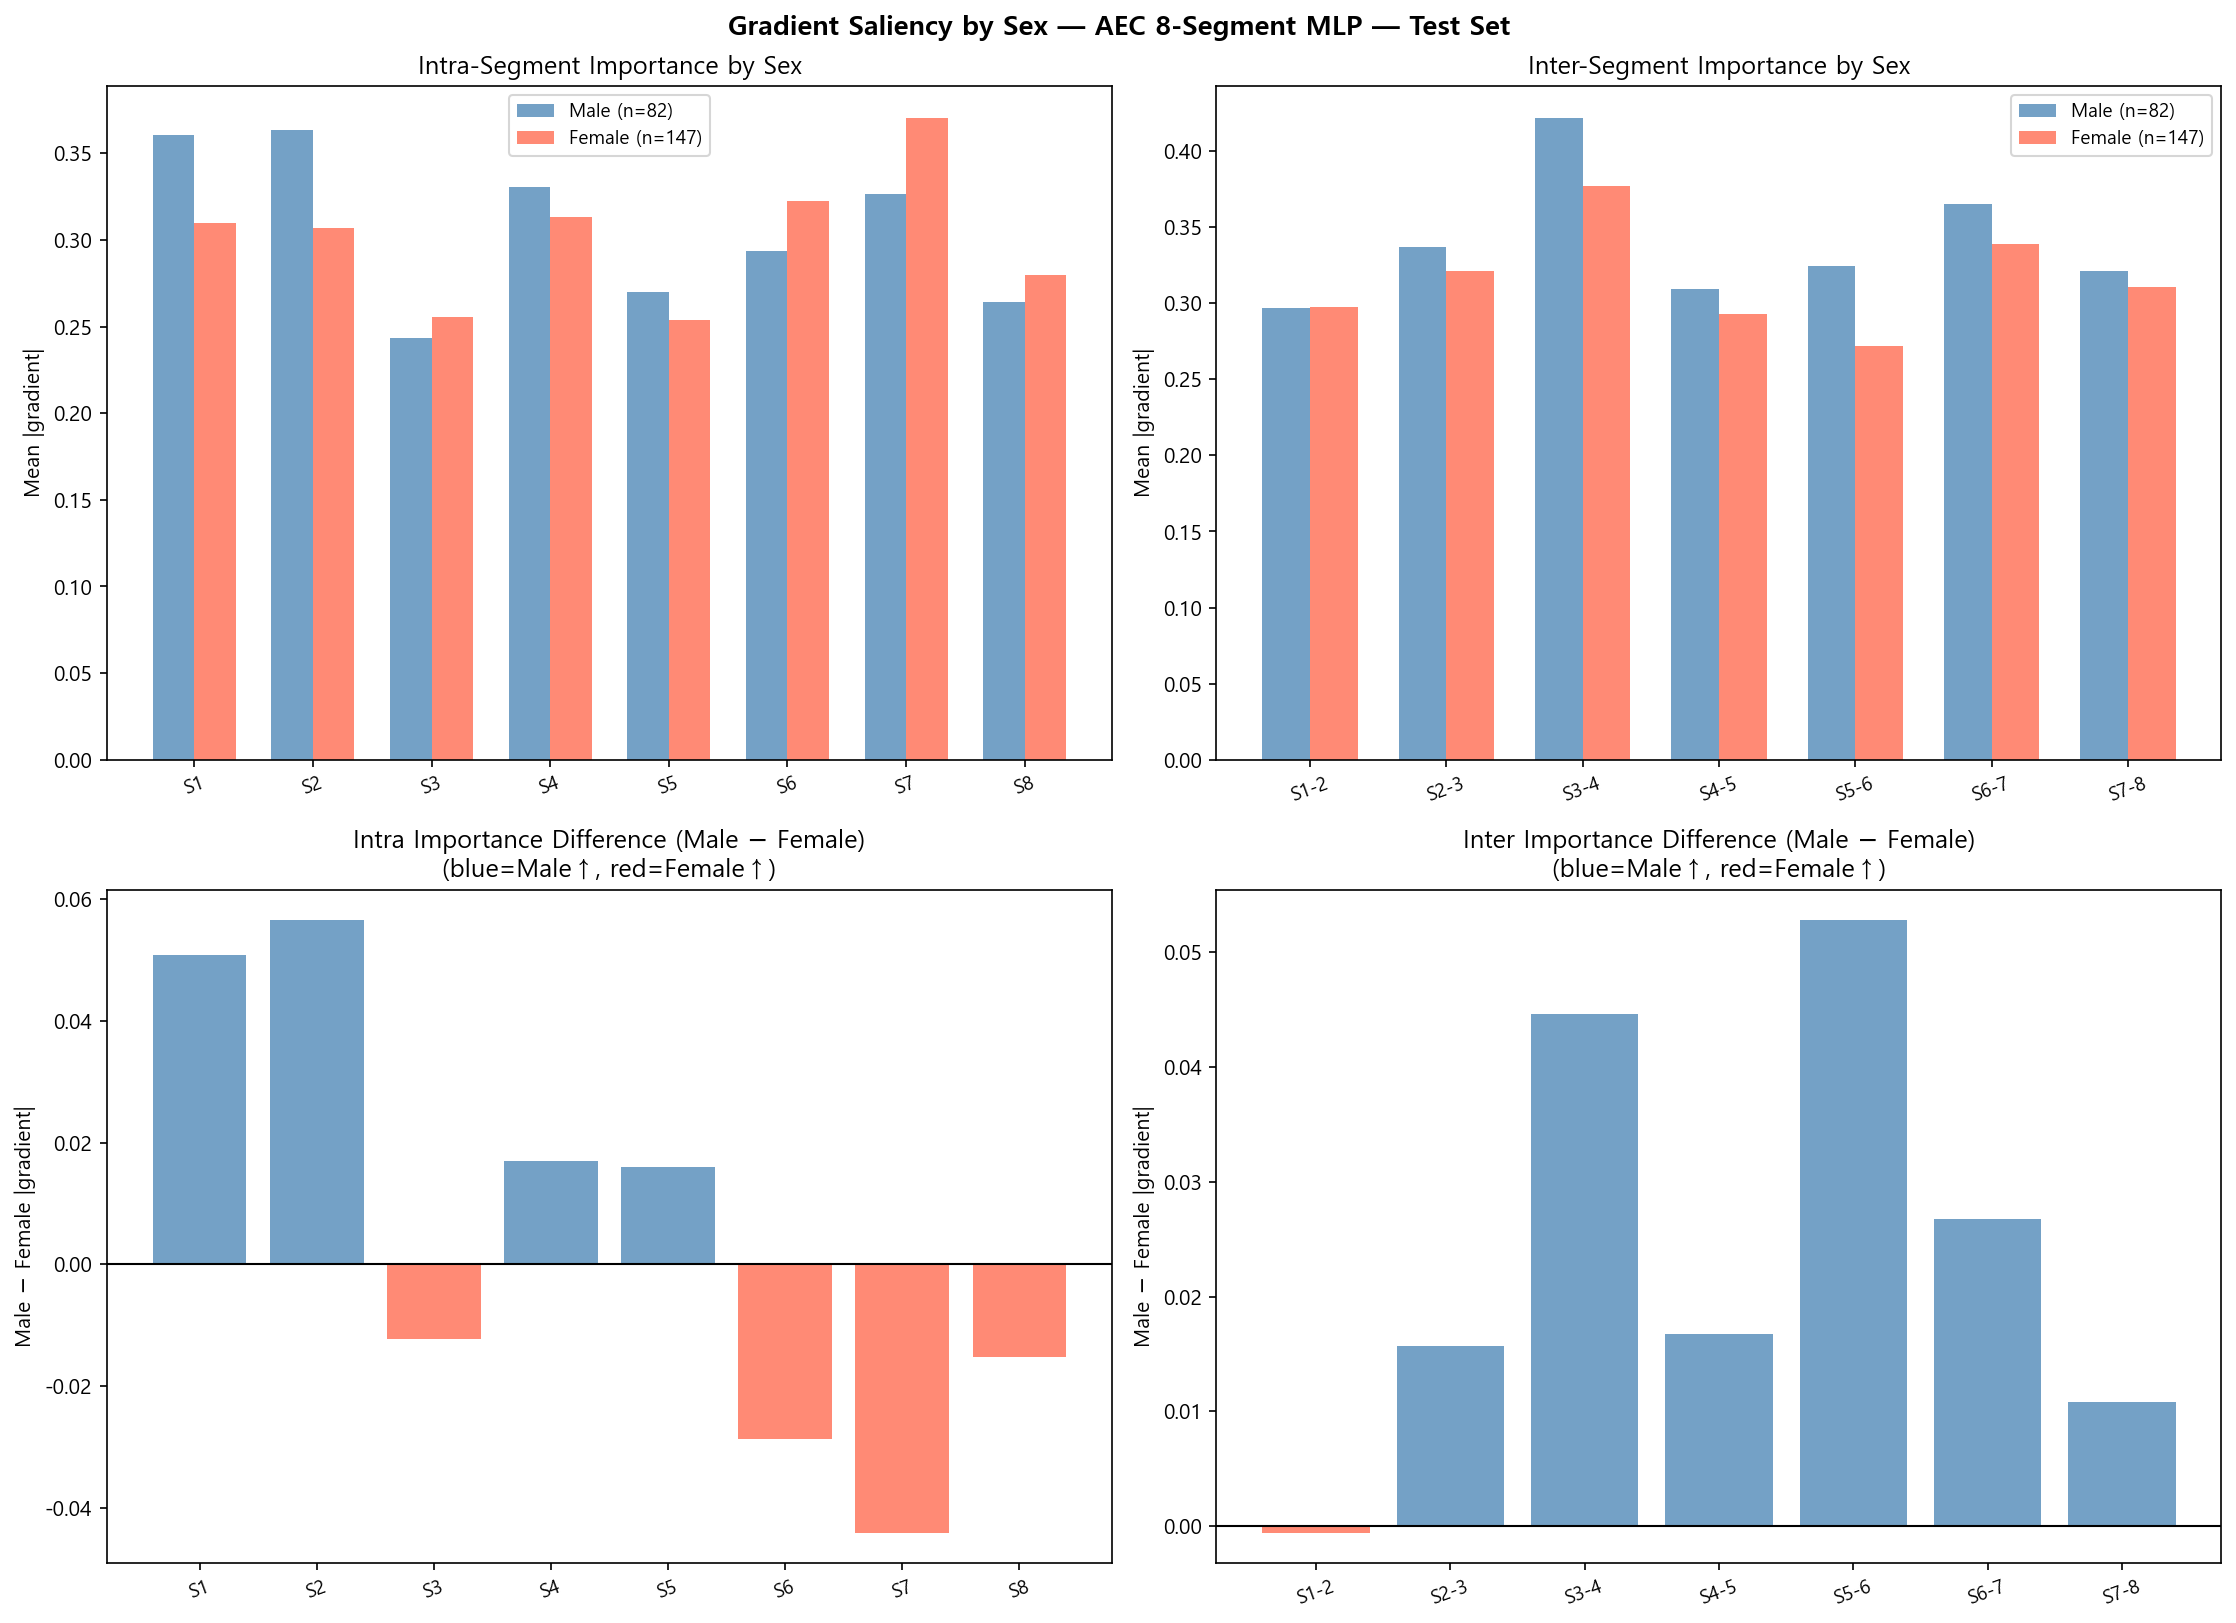 Gradient Saliency by Sex — AEC 8-Segment MLP — Test Set
Intra-Segment Importance by Sex
Mean |gradient|
0.35
0.30
0.25
0.20
0.15
0.10
0.05
0.00
Male (n=82)
Female (n=147)
S1
S2
S3
S4
S5
S6
S7
S8
Inter-Segment Importance by Sex
Mean |gradient|
0.40
0.35
0.30
0.25
0.20
0.15
0.10
0.05
0.00
Male (n=82)
Female (n=147)
S1-2
S2-3
S3-4
S4-5
S5-6
S6-7
S7-8
Intra Importance Difference (Male − Female)
(blue=Male↑, red=Female↑)
Male − Female |gradient|
0.06
0.04
0.02
0.00
-0.02
-0.04
S1
S2
S3
S4
S5
S6
S7
S8
Inter Importance Difference (Male − Female)
(blue=Male↑, red=Female↑)
Male − Female |gradient|
0.05
0.04
0.03
0.02
0.01
0.00
S1-2
S2-3
S3-4
S4-5
S5-6
S6-7
S7-8